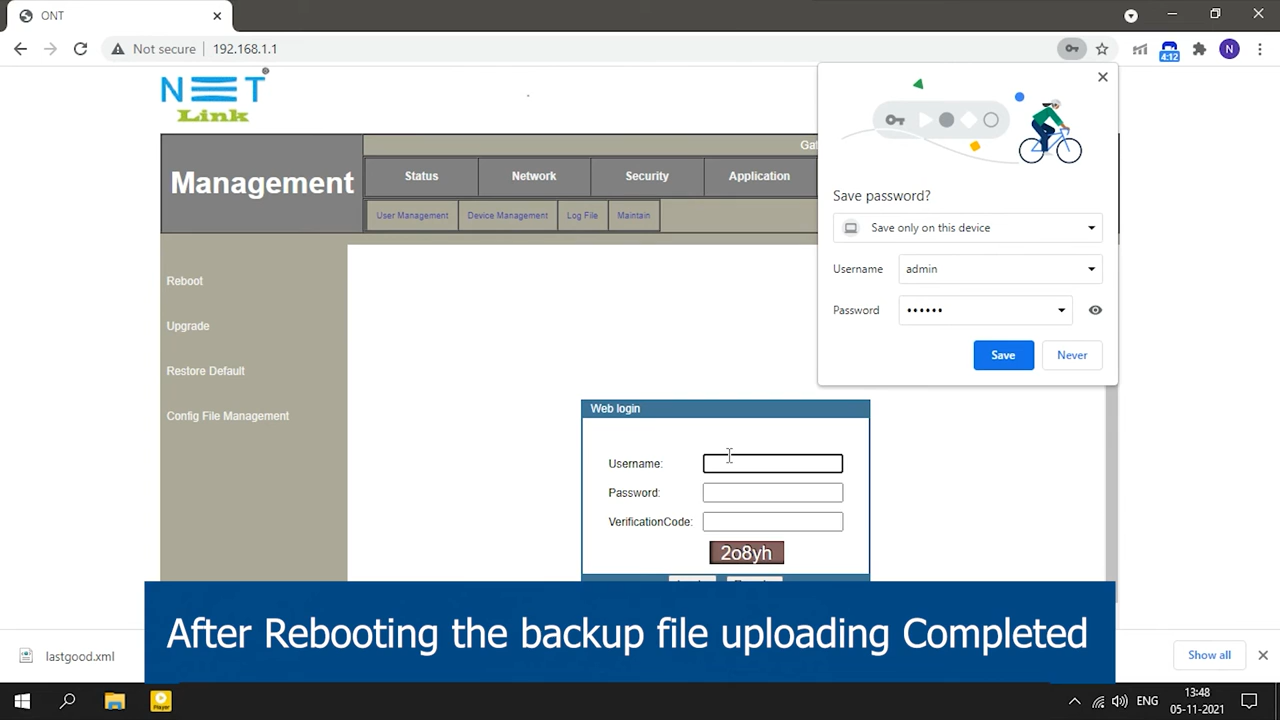 ONT
Not secure
192.168.1.1
N
4:12
NET
Link
®
Management
Status
Network
Security
Application
User Management
Device Management
Log File
Maintain
Reboot
Upgrade
Restore Default
Config File Management
Save password?
Save only on this device
Username
admin
Password
••••••
Save
Never
Web login
Username:
Password:
VerificationCode:
2o8yh
After Rebooting the backup file uploading Completed
lastgood.xml
Show all
Player
ENG
13:48
05-11-2021